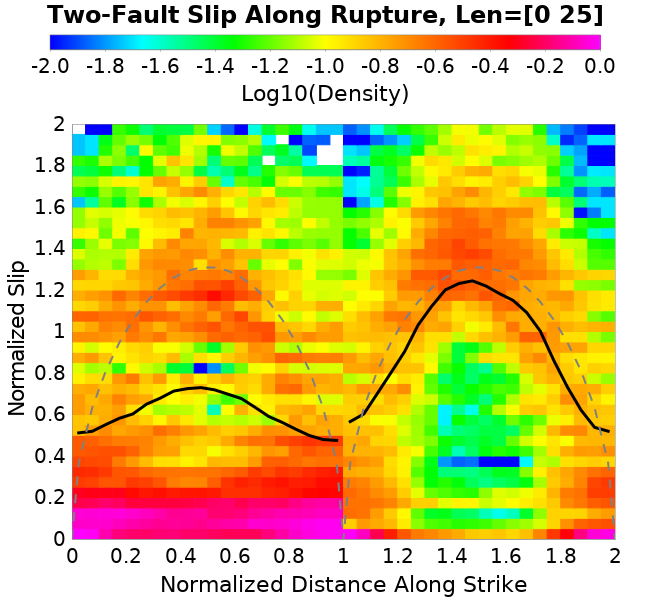 Two-Fault Slip Along Rupture, Len=[0 25]
-2.0 -1.8 -1.6 -1.4 -1.2 -1.0 -0.8 -0.6 -0.4 -0.2 0.0
Log10(Density)
2
1.8
1.6
1.4
1.2
1
0.8
0.6
0.4
0.2
0
Normalized Slip
0 0.2 0.4 0.6 0.8 1 1.2 1.4 1.6 1.8 2
Normalized Distance Along Strike